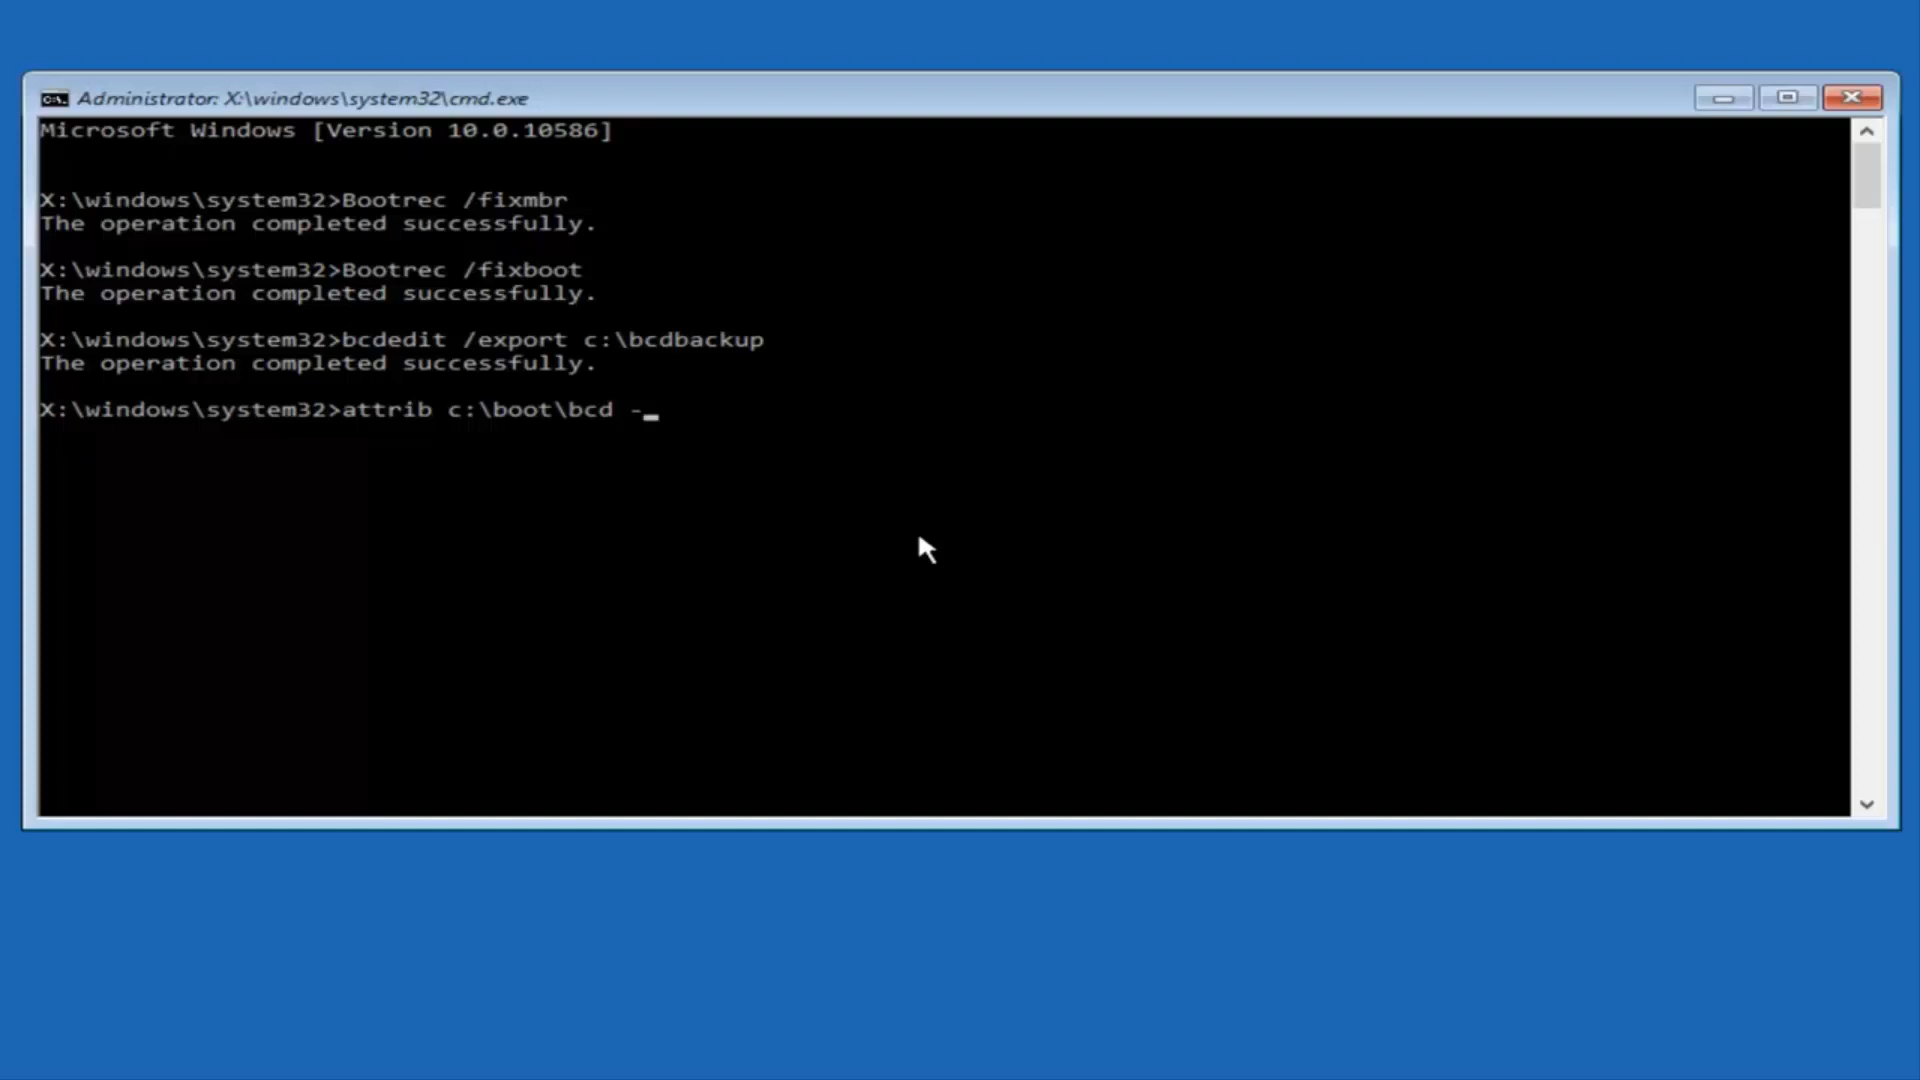 Administrator: X:\windows\system32\cmd.exe
Microsoft Windows [Version 10.0.10586]
X:\windows\system32>Bootrec /fixmbr
The operation completed successfully.
X:\windows\system32>Bootrec /fixboot
The operation completed successfully.
X:\windows\system32>bcdedit /export c:\bcdbackup
The operation completed successfully.
X:\windows\system32>attrib c:\boot\bcd -_